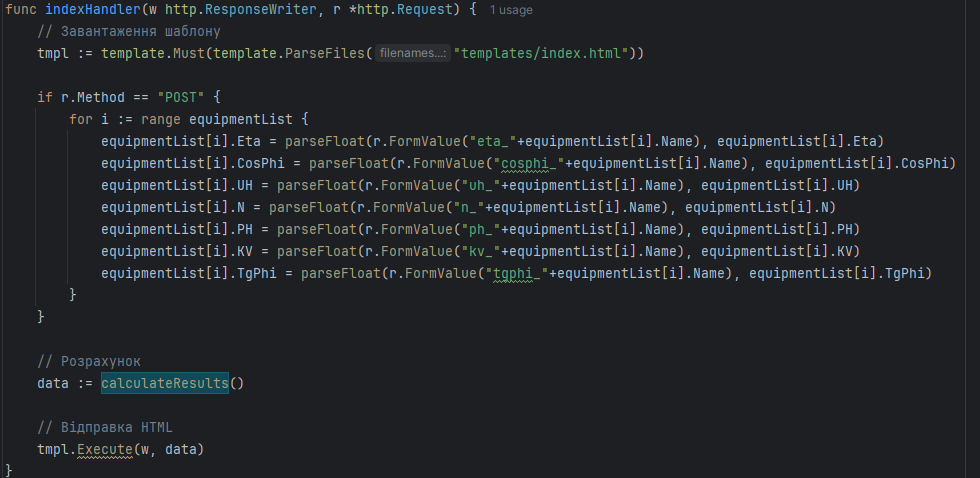 func indexHandler(w http.ResponseWriter, r *http.Request) { 1 usage
// Завантаження шаблону
tmpl := template.Must(template.ParseFiles( filenames...: "templates/index.html"))
if r.Method == "POST" {
for i := range equipmentList {
equipmentList[i].Eta = parseFloat(r.FormValue("eta_"+equipmentList[i].Name), equipmentList[i].Eta)
equipmentList[i].CosPhi = parseFloat(r.FormValue("cosphi_"+equipmentList[i].Name), equipmentList[i].CosPhi)
equipmentList[i].UH = parseFloat(r.FormValue("uh_"+equipmentList[i].Name), equipmentList[i].UH)
equipmentList[i].N = parseFloat(r.FormValue("n_"+equipmentList[i].Name), equipmentList[i].N)
equipmentList[i].PH = parseFloat(r.FormValue("ph_"+equipmentList[i].Name), equipmentList[i].PH)
equipmentList[i].KV = parseFloat(r.FormValue("kv_"+equipmentList[i].Name), equipmentList[i].KV)
equipmentList[i].TgPhi = parseFloat(r.FormValue("tgphi_"+equipmentList[i].Name), equipmentList[i].TgPhi)
}
}
// Розрахунок
data := calculateResults()
// Відправка HTML
tmpl.Execute(w, data)
}